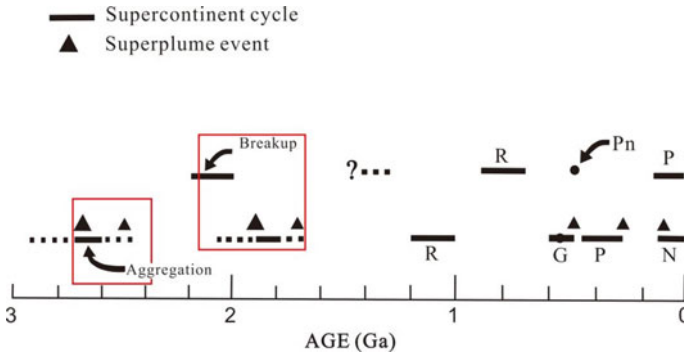 Supercontinent cycle
Superplume event
Breakup
?
R
Pn
P
Aggregation
R
G
P
N
3
2
1
0
AGE (Ga)